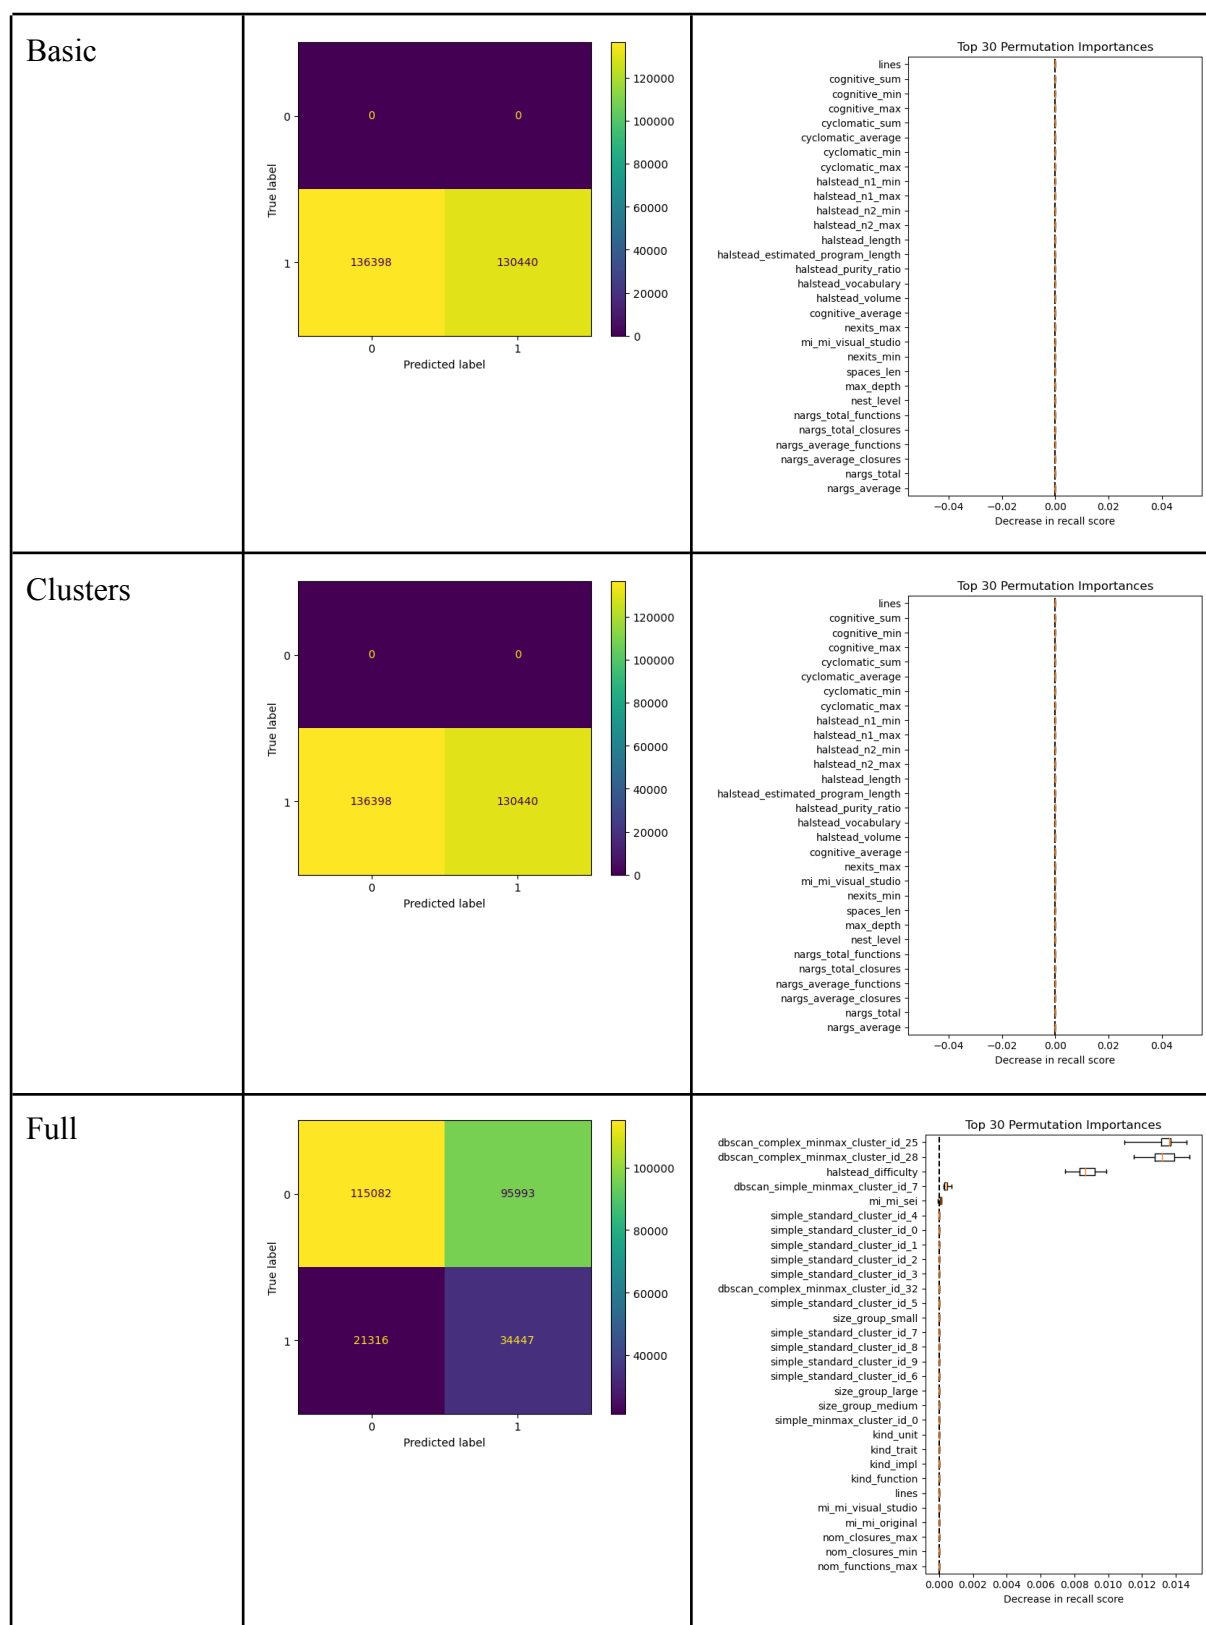 Basic
0
0
0
1
136398
130440
0
1
True label
Predicted label
120000
100000
80000
60000
40000
20000
0
Top 30 Permutation Importances
lines
cognitive_sum
cognitive_min
cognitive_max
cyclomatic_sum
cyclomatic_average
cyclomatic_min
cyclomatic_max
halstead_n1_min
halstead_n1_max
halstead_n2_min
halstead_n2_max
halstead_length
halstead_estimated_program_length
halstead_purity_ratio
halstead_vocabulary
halstead_volume
cognitive_average
nexits_max
mi_mi_visual_studio
nexits_min
spaces_len
max_depth
nest_level
nargs_total_functions
nargs_total_closures
nargs_average_functions
nargs_average_closures
nargs_total
nargs_average
−0.04 −0.02 0.00 0.02 0.04
Decrease in recall score
Clusters
0
0
0
1
136398
130440
0
1
True label
Predicted label
120000
100000
80000
60000
40000
20000
0
Top 30 Permutation Importances
lines
cognitive_sum
cognitive_min
cognitive_max
cyclomatic_sum
cyclomatic_average
cyclomatic_min
cyclomatic_max
halstead_n1_min
halstead_n1_max
halstead_n2_min
halstead_n2_max
halstead_length
halstead_estimated_program_length
halstead_purity_ratio
halstead_vocabulary
halstead_volume
cognitive_average
nexits_max
mi_mi_visual_studio
nexits_min
spaces_len
max_depth
nest_level
nargs_total_functions
nargs_total_closures
nargs_average_functions
nargs_average_closures
nargs_total
nargs_average
−0.04 −0.02 0.00 0.02 0.04
Decrease in recall score
Full
0
115082
95993
1
21316
34447
0
1
True label
Predicted label
100000
80000
60000
40000
Top 30 Permutation Importances
dbscan_complex_minmax_cluster_id_25
dbscan_complex_minmax_cluster_id_28
halstead_difficulty
dbscan_simple_minmax_cluster_id_7
mi_mi_sei
simple_standard_cluster_id_4
simple_standard_cluster_id_0
simple_standard_cluster_id_1
simple_standard_cluster_id_2
simple_standard_cluster_id_3
dbscan_complex_minmax_cluster_id_32
simple_standard_cluster_id_5
size_group_small
simple_standard_cluster_id_7
simple_standard_cluster_id_8
simple_standard_cluster_id_9
simple_standard_cluster_id_6
size_group_large
size_group_medium
simple_minmax_cluster_id_0
kind_unit
kind_trait
kind_impl
kind_function
lines
mi_mi_visual_studio
mi_mi_original
nom_closures_max
nom_closures_min
nom_functions_max
0.000 0.002 0.004 0.006 0.008 0.010 0.012 0.014
Decrease in recall score